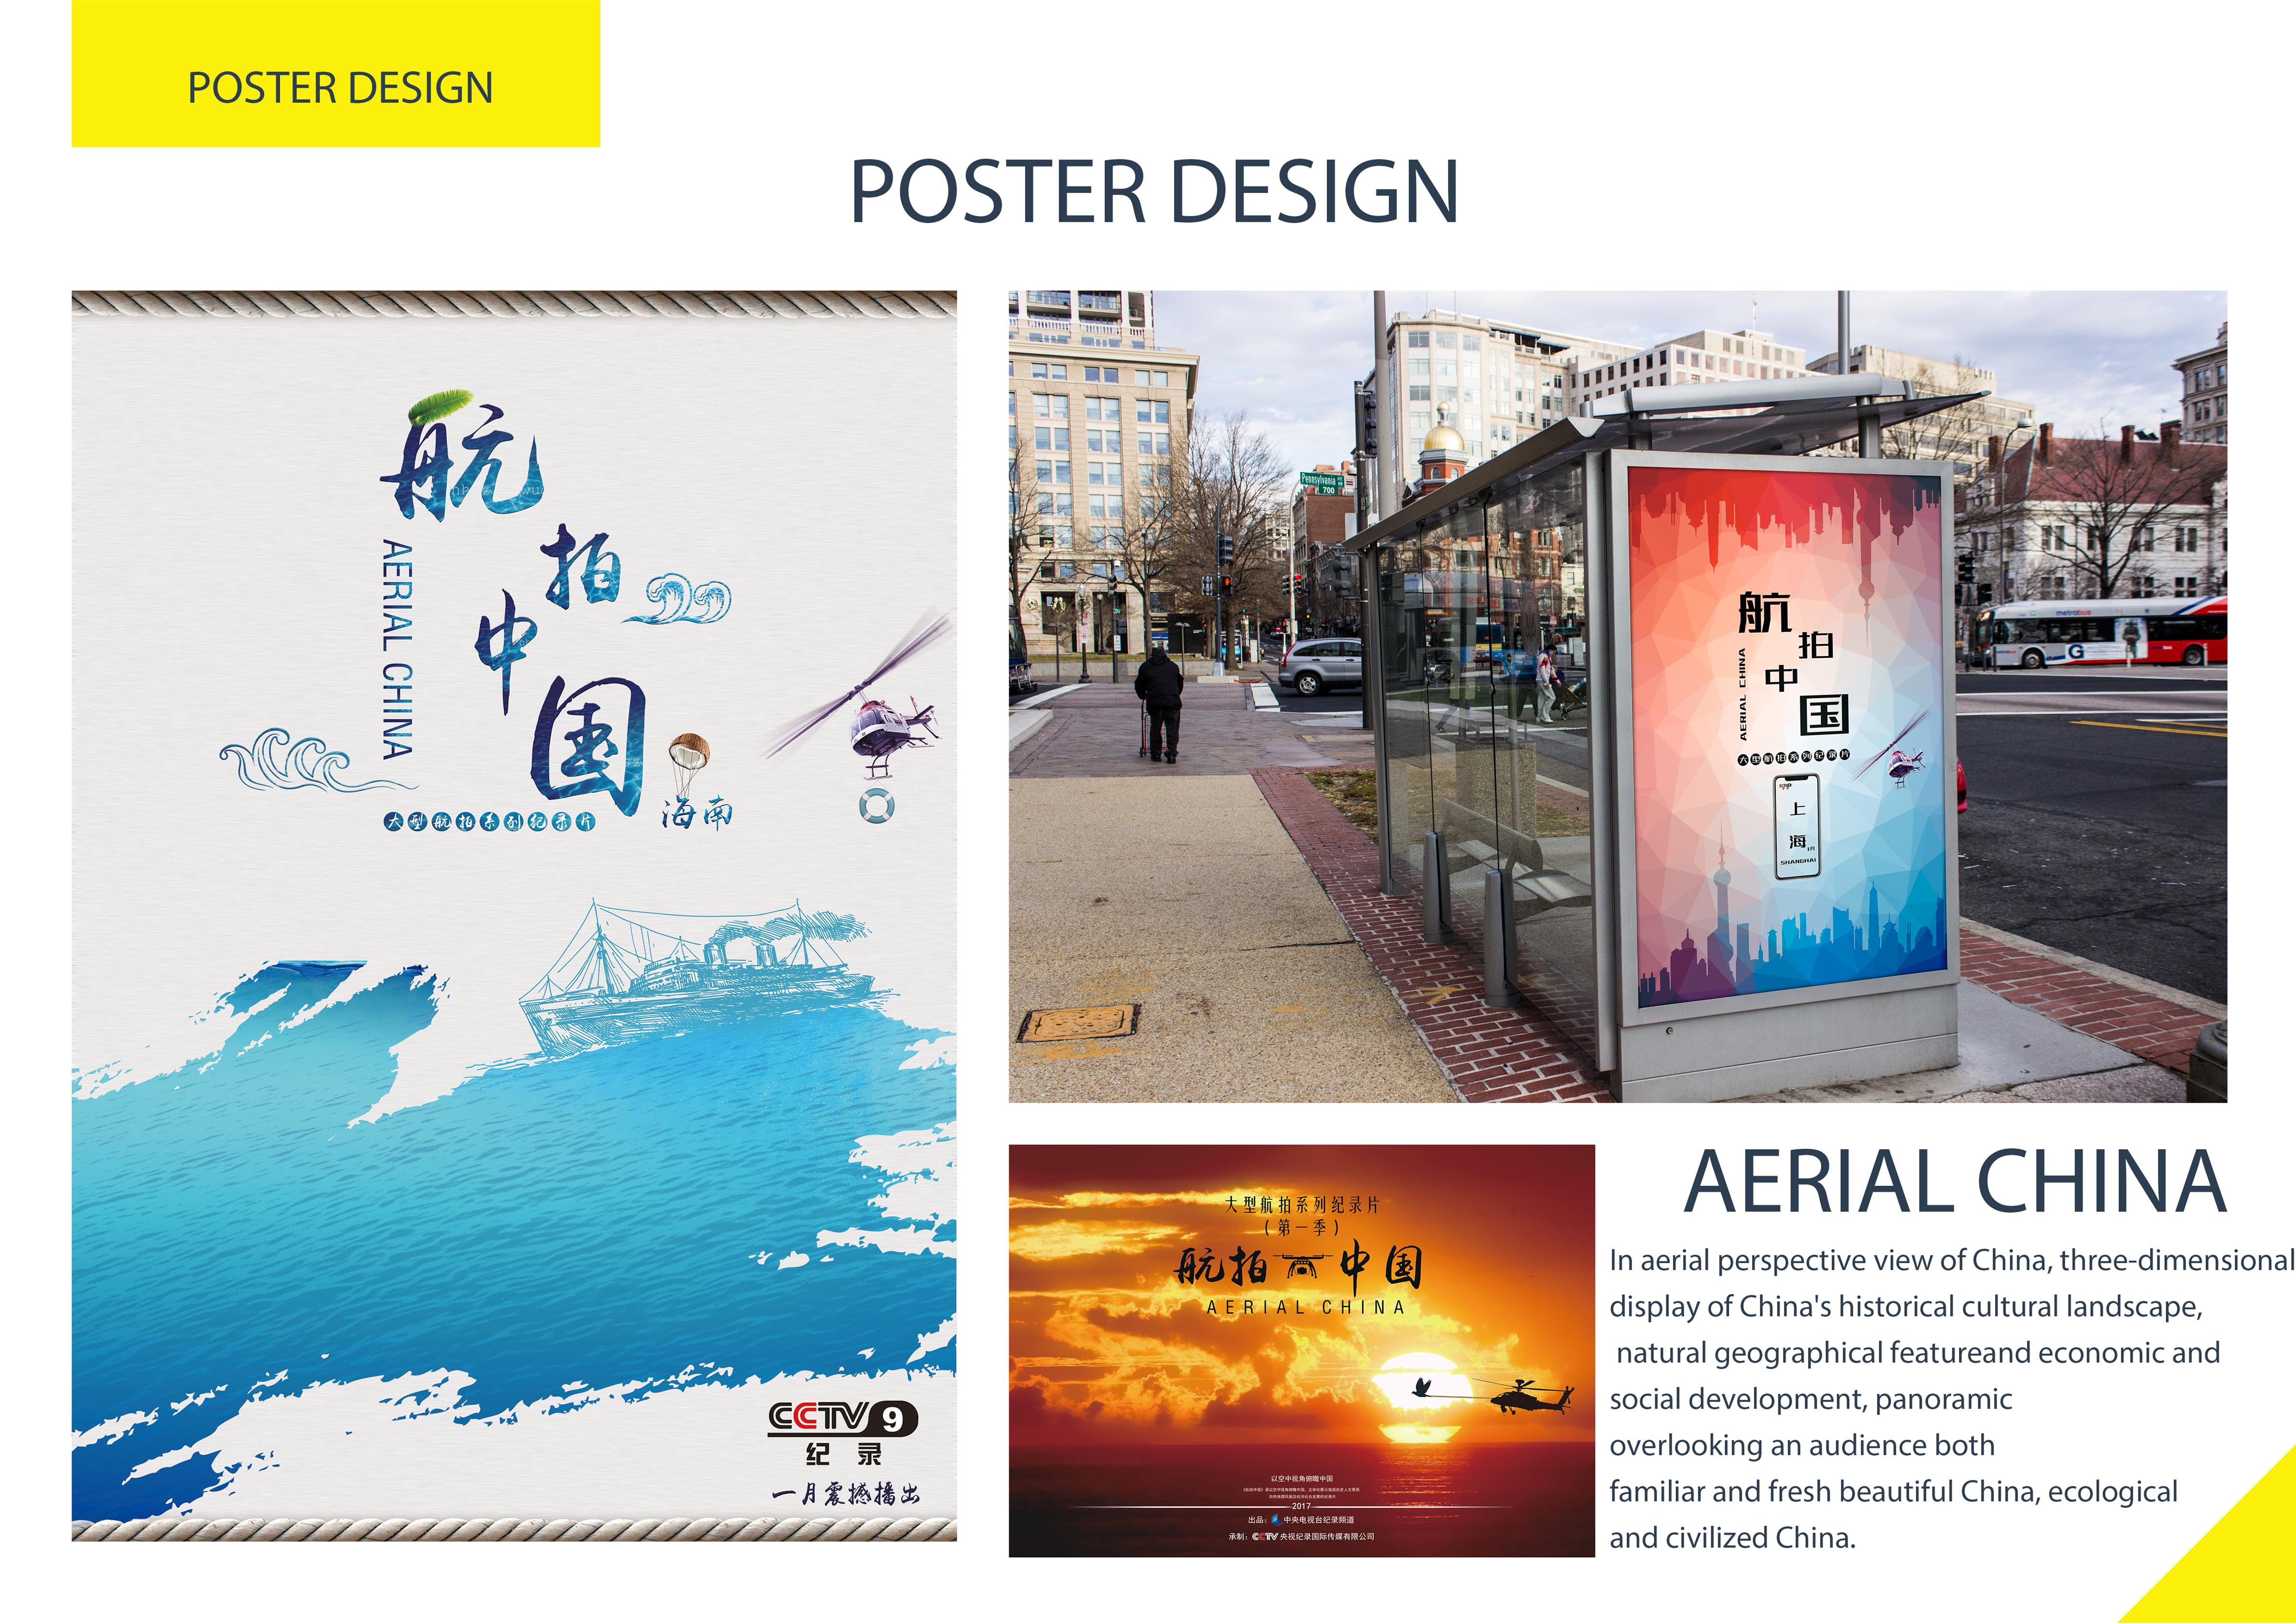 POSTER DESIGN
POSTER DESIGN
航
拍
中
国
AERIAL CHINA
海南
大型航拍系列纪录片
CCTV 9
纪录
一月震撼播出
Pennsylvania
700
metrobus
G
航
拍
中
国
AERIAL CHINA
大型航拍系列纪录片
上
海
SHANGHAI
大型航拍系列纪录片
(第一季)
航拍中国
AERIAL CHINA
以空中视角俯瞰中国
2017
出品: 中央电视台纪录频道
承制: CCTV 央视纪录国际传媒有限公司
AERIAL CHINA
In aerial perspective view of China, three-dimensional
display of China's historical cultural landscape,
natural geographical featureand economic and
social development, panoramic
overlooking an audience both
familiar and fresh beautiful China, ecological
and civilized China.